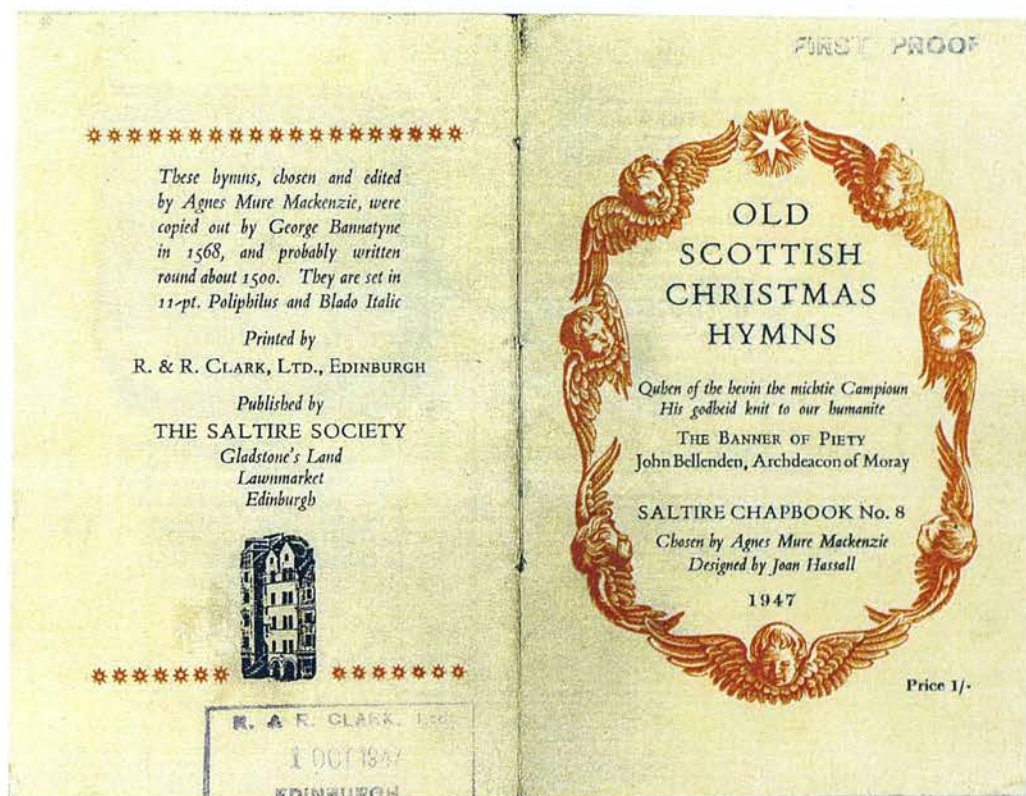 These hymns, chosen and edited
by Agnes Mure Mackenzie, were
copied out by George Bannatyne
in 1568, and probably written
round about 1500. They are set in
11-pt. Poliphilus and Blado Italic
Printed by
R. & R. CLARK, LTD., EDINBURGH
Published by
THE SALTIRE SOCIETY
Gladstone's Land
Lawnmarket
Edinburgh
R. & R. CLARK, Ltd.
1 OCT 1947
EDINBURGH
FIRST PROOF
OLD
SCOTTISH
CHRISTMAS
HYMNS
Quhen of the hevin the michtie Campioun
His godheid knit to our humanite
THE BANNER OF PIETY
John Bellenden, Archdeacon of Moray
SALTIRE CHAPBOOK No. 8
Chosen by Agnes Mure Mackenzie
Designed by Joan Hassall
1947
Price 1/-